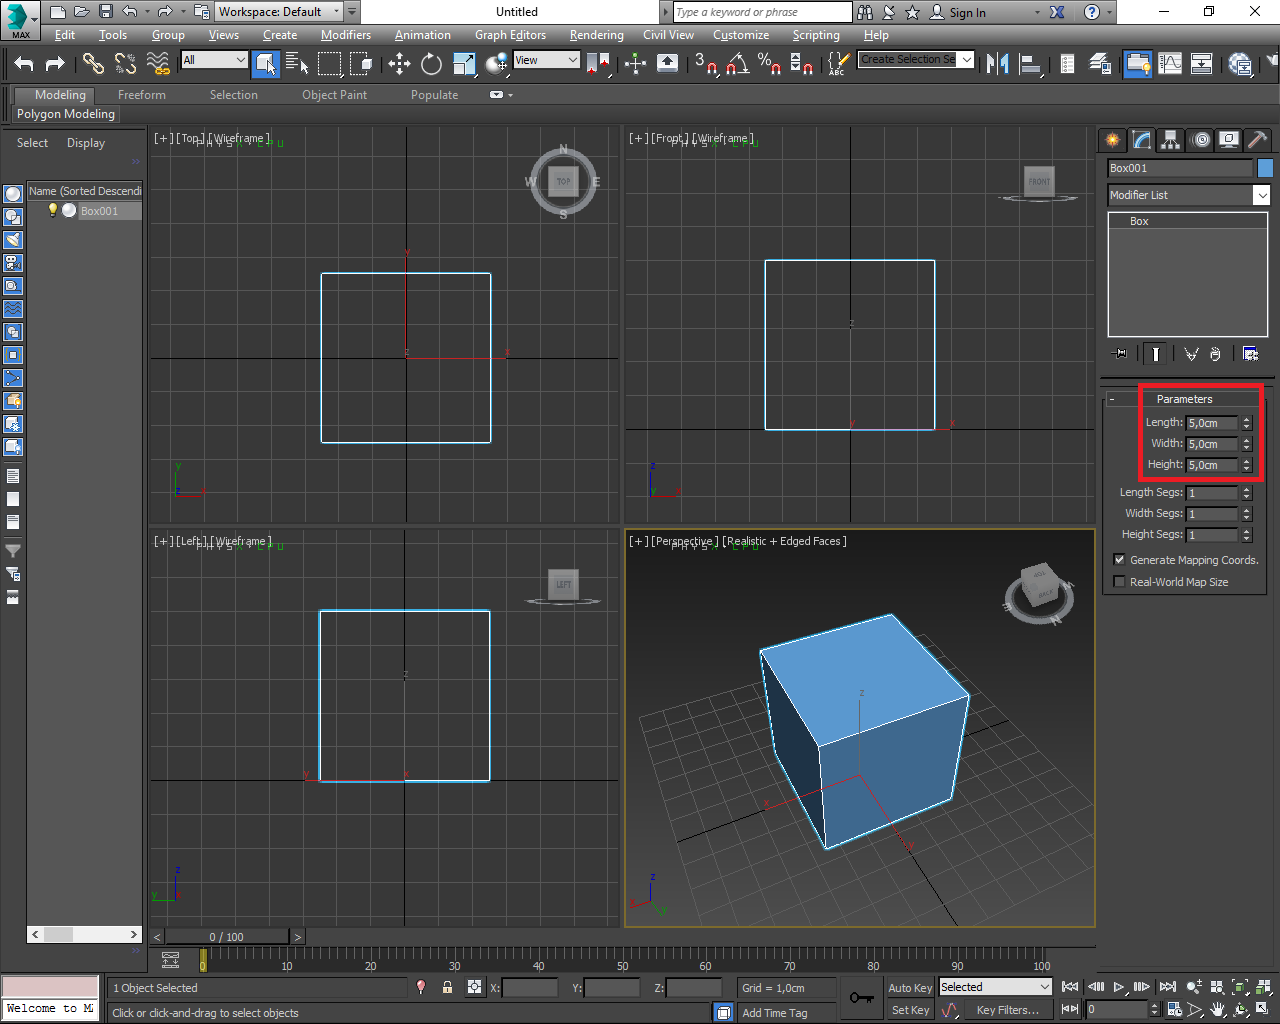 Workspace: Default
Untitled
Type a keyword or phrase
Sign In
MAX
Edit Tools Group Views Create Modifiers Animation Graph Editors Rendering Civil View Customize Scripting Help
All
View
3
%
ABC
Create Selection Se
Modeling Freeform Selection Object Paint Populate
Polygon Modeling
Select Display
Name (Sorted Descendi
Box001
[+][Top][Wireframe]
N
W TOP E
S
y
z x
y
z
[+][Front][Wireframe]
FRONT
z
y x
z
y
[+][Left][Wireframe]
LEFT
z
y x
z
y
[+][Perspective][Realistic + Edged Faces]
TOP
BACK
E
N
z
x
y
z
x y
Box001
Modifier List
Box
- Parameters
Length: 5,0cm
Width: 5,0cm
Height: 5,0cm
Length Segs: 1
Width Segs: 1
Height Segs: 1
Generate Mapping Coords.
Real-World Map Size
< 0 / 100 >
0 10 20 30 40 50 60 70 80 90 100
1 Object Selected
X: Y: Z:
Grid = 1,0cm
Auto Key
Selected
Welcome to M
Click or click-and-drag to select objects
Add Time Tag
Set Key
Key Filters...
0